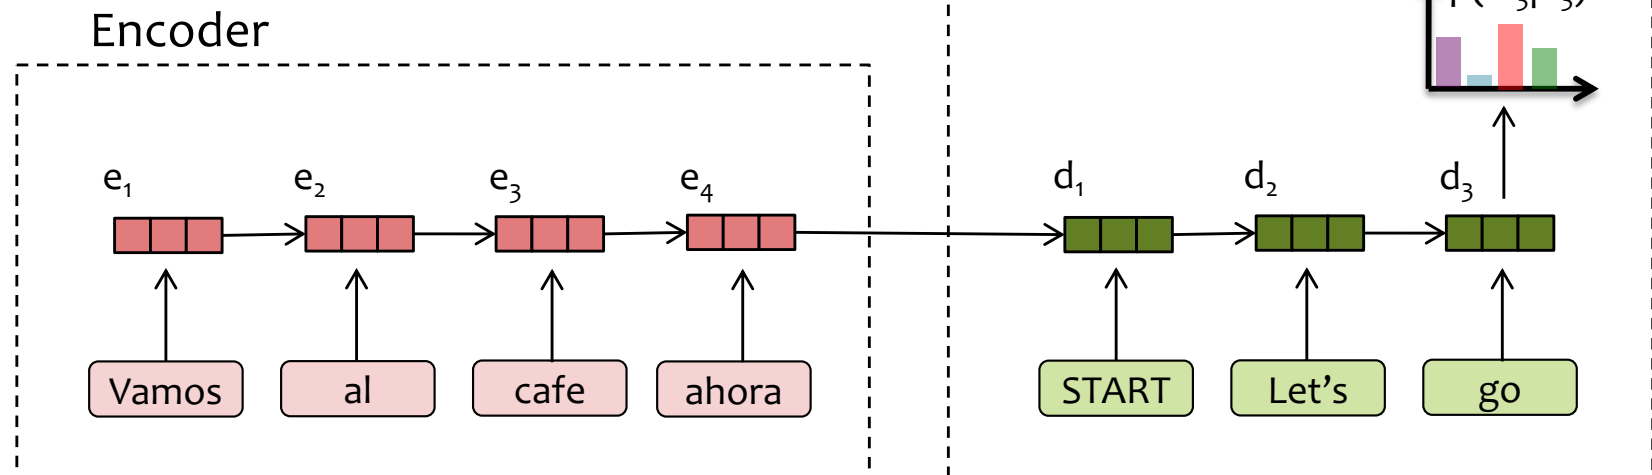 Encoder
e₁ e₂ e₃ e₄ d₁ d₂ d₃
Vamos al cafe ahora START Let's go